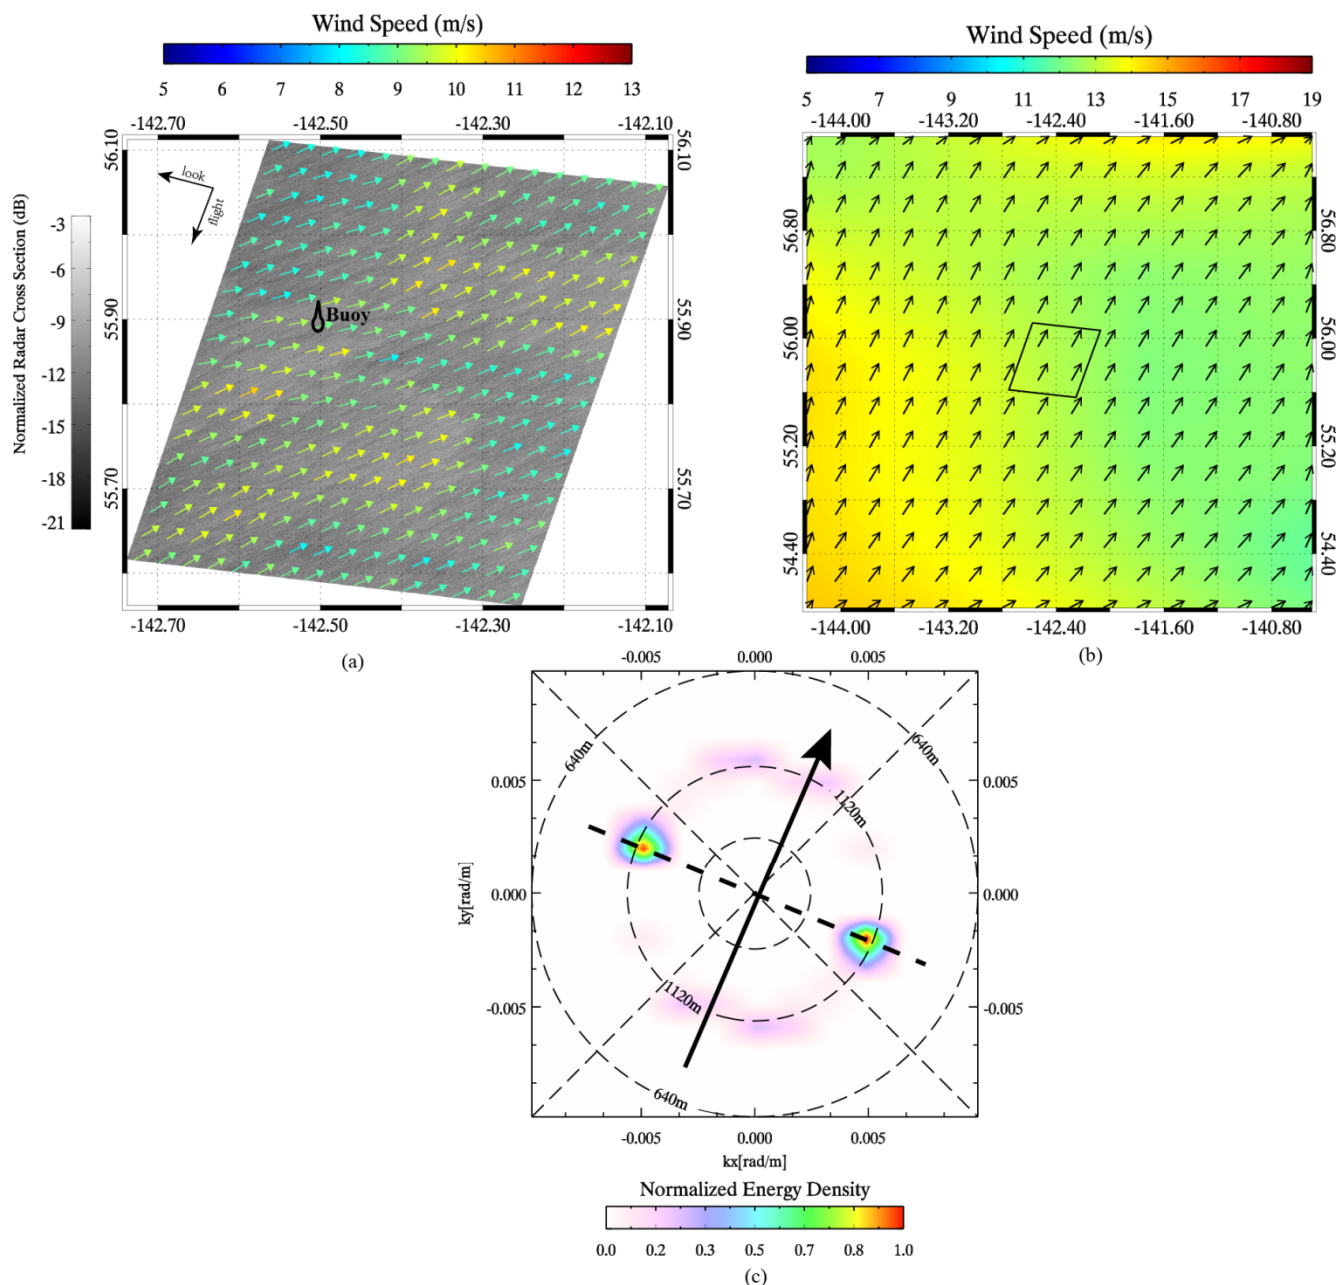 Wind Speed (m/s)
5 6 7 8 9 10 11 12 13
-142.70 -142.50 -142.30 -142.10
56.10 56.10
look
flight
Normalized Radar Cross Section (dB)
-3
-6
-9
-12
-15
-18
-21
55.90 55.90
Buoy
55.70 55.70
-142.70 -142.50 -142.30 -142.10
(a)
Wind Speed (m/s)
5 7 9 11 13 15 17 19
-144.00 -143.20 -142.40 -141.60 -140.80
56.80 56.80
56.00 56.00
55.20 55.20
54.40 54.40
-144.00 -143.20 -142.40 -141.60 -140.80
(b)
-0.005 0.000 0.005
640m 640m
0.005 0.005
1120m
ky[rad/m]
0.000 0.000
1120m
-0.005 -0.005
640m
-0.005 0.000 0.005
kx[rad/m]
Normalized Energy Density
0.0 0.2 0.3 0.5 0.7 0.8 1.0
(c)